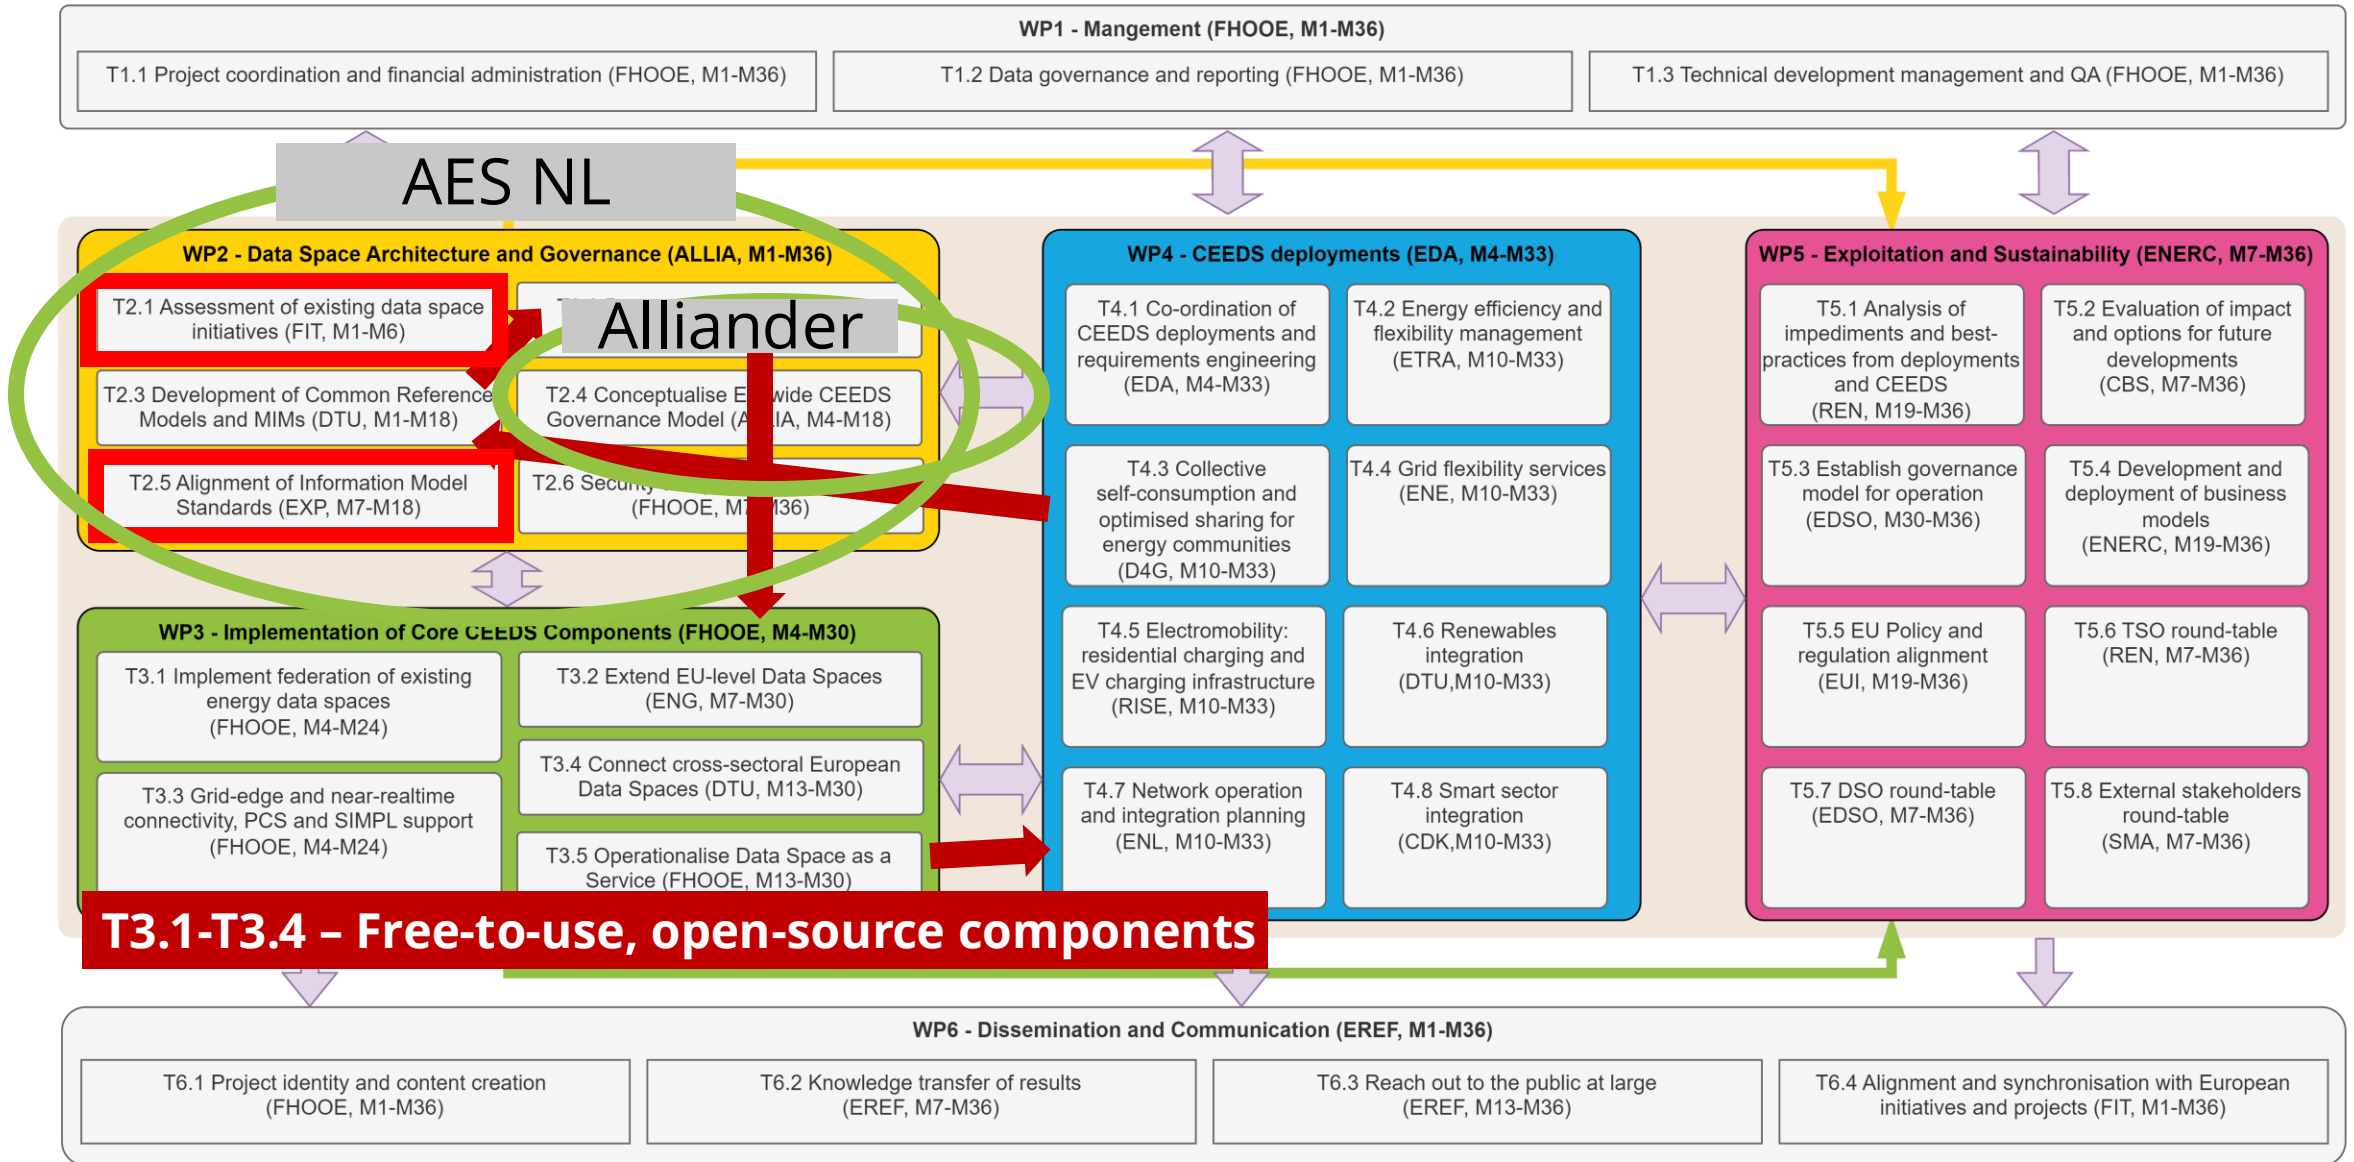 WP1 - Mangement (FHOOE, M1-M36)
T1.1 Project coordination and financial administration (FHOOE, M1-M36)
T1.2 Data governance and reporting (FHOOE, M1-M36)
T1.3 Technical development management and QA (FHOOE, M1-M36)
AES NL
WP2 - Data Space Architecture and Governance (ALLIA, M1-M36)
T2.1 Assessment of existing data space
initiatives (FIT, M1-M6)
Alliander
T2.3 Development of Common Reference
Models and MIMs (DTU, M1-M18)
T2.4 Conceptualise wide CEEDS
Governance Model M4-M18)
T2.5 Alignment of Information Model
Standards (EXP, M7-M18)
T2.6
(FHOOE,
WP3 - Implementation of Core CEEDS Components (FHOOE, M4-M30)
T3.1 Implement federation of existing
energy data spaces
(FHOOE, M4-M24)
T3.2 Extend EU-level Data Spaces
(ENG, M7-M30)
T3.3 Grid-edge and near-realtime
connectivity, PCS and SIMPL support
(FHOOE, M4-M24)
T3.4 Connect cross-sectoral European
Data Spaces (DTU, M13-M30)
T3.5 Operationalise Data Space as a
Service (FHOOE, M13-M30)
T3.1-T3.4 – Free-to-use, open-source components
WP4 - CEEDS deployments (EDA, M4-M33)
T4.1 Co-ordination of
CEEDS deployments and
requirements engineering
(EDA, M4-M33)
T4.2 Energy efficiency and
flexibility management
(ETRA, M10-M33)
T4.3 Collective
self-consumption and
optimised sharing for
energy communities
(D4G, M10-M33)
T4.4 Grid flexibility services
(ENE, M10-M33)
T4.5 Electromobility:
residential charging and
EV charging infrastructure
(RISE, M10-M33)
T4.6 Renewables
integration
(DTU,M10-M33)
T4.7 Network operation
and integration planning
(ENL, M10-M33)
T4.8 Smart sector
integration
(CDK,M10-M33)
WP5 - Exploitation and Sustainability (ENERC, M7-M36)
T5.1 Analysis of
impediments and best-
practices from deployments
and CEEDS
(REN, M19-M36)
T5.2 Evaluation of impact
and options for future
developments
(CBS, M7-M36)
T5.3 Establish governance
model for operation
(EDSO, M30-M36)
T5.4 Development and
deployment of business
models
(ENERC, M19-M36)
T5.5 EU Policy and
regulation alignment
(EUI, M19-M36)
T5.6 TSO round-table
(REN, M7-M36)
T5.7 DSO round-table
(EDSO, M7-M36)
T5.8 External stakeholders
round-table
(SMA, M7-M36)
WP6 - Dissemination and Communication (EREF, M1-M36)
T6.1 Project identity and content creation
(FHOOE, M1-M36)
T6.2 Knowledge transfer of results
(EREF, M7-M36)
T6.3 Reach out to the public at large
(EREF, M13-M36)
T6.4 Alignment and synchronisation with European
initiatives and projects (FIT, M1-M36)